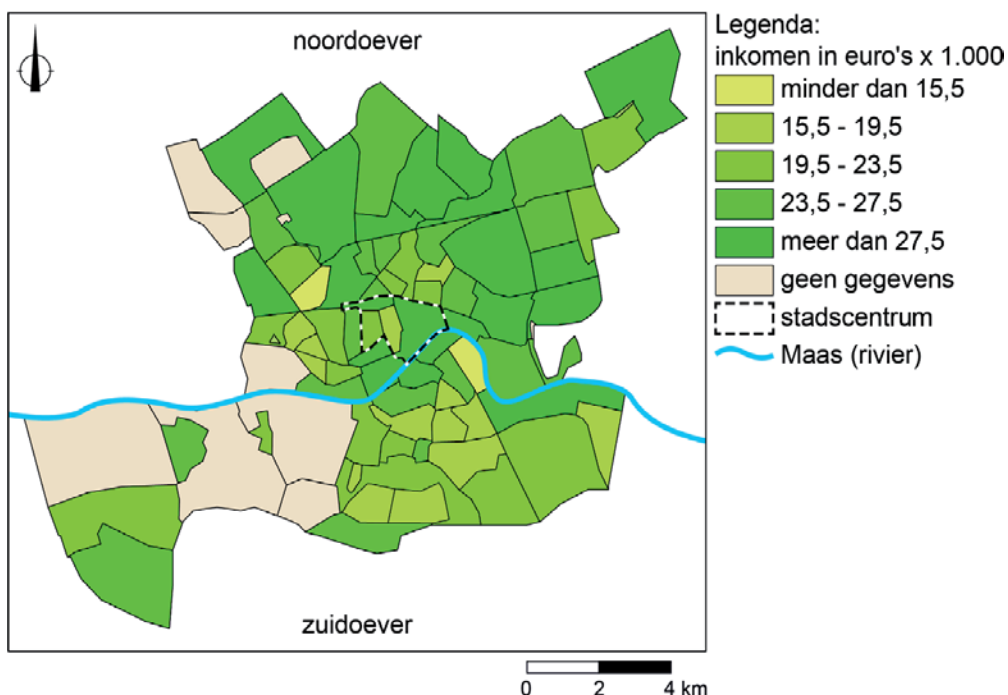 noordoever
zuidoever
Legenda:
inkomen in euro's x 1.000
minder dan 15,5
15,5 - 19,5
19,5 - 23,5
23,5 - 27,5
meer dan 27,5
geen gegevens
stadscentrum
Maas (rivier)
0 2 4 km